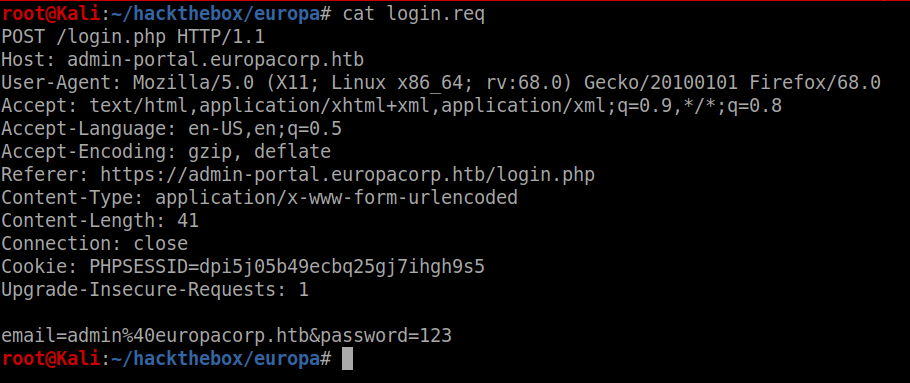 root@Kali:~/hackthebox/europa# cat login.req
POST /login.php HTTP/1.1
Host: admin-portal.europacorp.htb
User-Agent: Mozilla/5.0 (X11; Linux x86_64; rv:68.0) Gecko/20100101 Firefox/68.0
Accept: text/html,application/xhtml+xml,application/xml;q=0.9,*/*;q=0.8
Accept-Language: en-US,en;q=0.5
Accept-Encoding: gzip, deflate
Referer: https://admin-portal.europacorp.htb/login.php
Content-Type: application/x-www-form-urlencoded
Content-Length: 41
Connection: close
Cookie: PHPSESSID=dpi5j05b49ecbq25gj7ihgh9s5
Upgrade-Insecure-Requests: 1

email=admin%40europacorp.htb&password=123
root@Kali:~/hackthebox/europa#